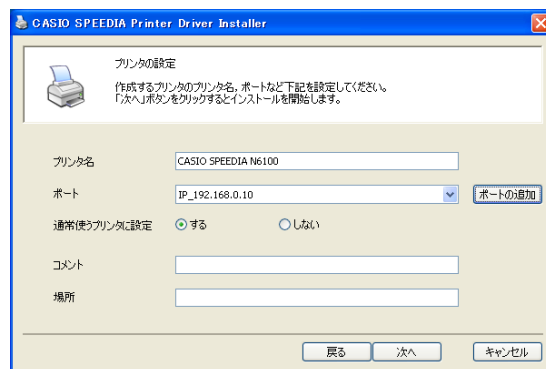 CASIO SPEEDIA Printer Driver Installer
プリンタの設定
作成するプリンタのプリンタ名，ポートなど下記を設定してください。
「次へ」ボタンをクリックするとインストールを開始します。
プリンタ名 CASIO SPEEDIA N6100
ポート IP_192.168.0.10 ポートの追加
通常使うプリンタに設定 する しない
コメント
場所
戻る 次へ キャンセル